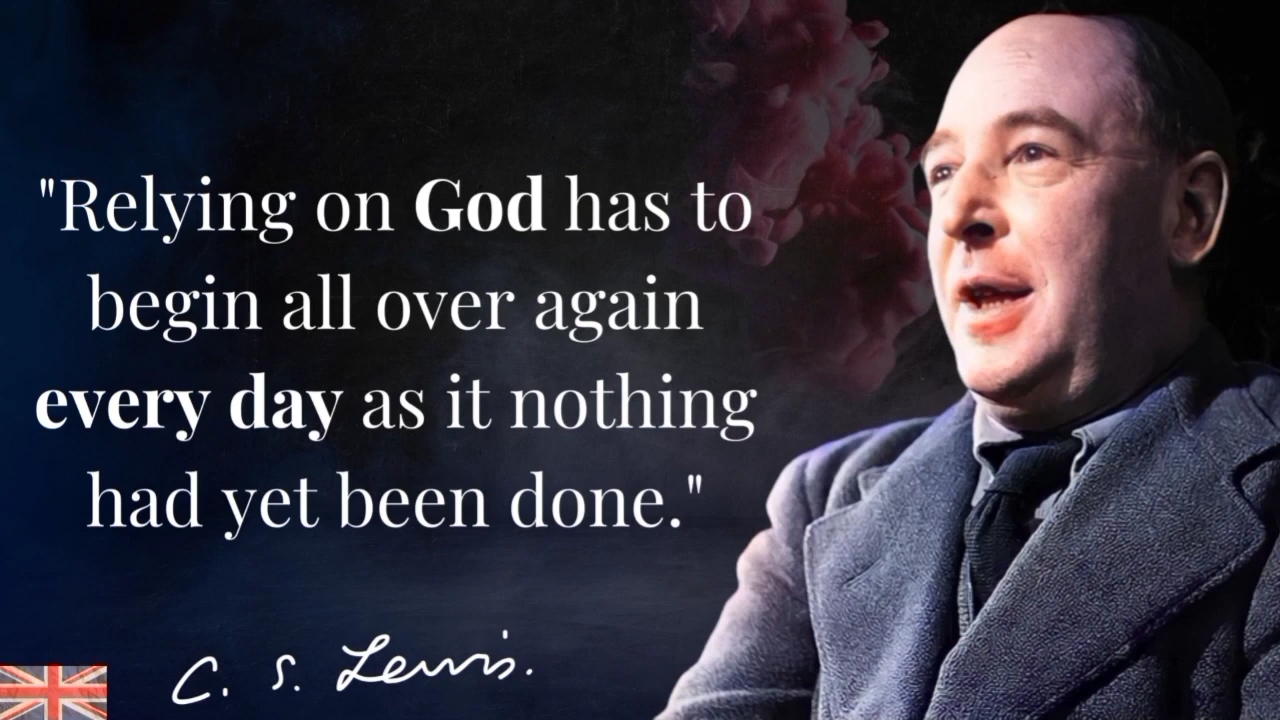 "Relying on God has to
begin all over again
every day as it nothing
had yet been done."
C. S. Lewis.